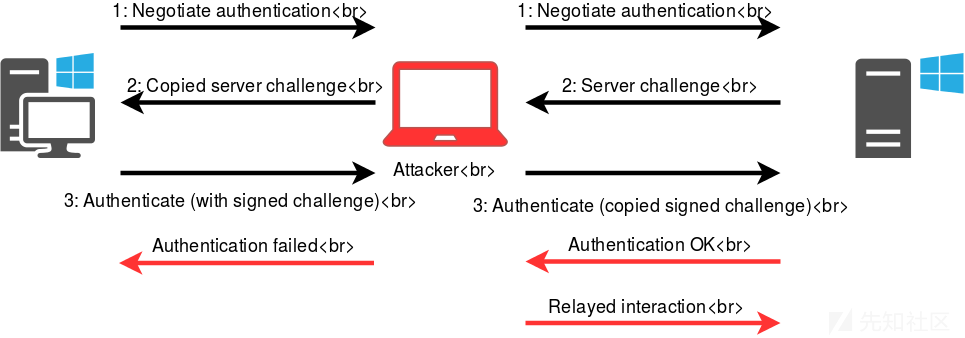 1: Negotiate authentication<br>
1: Negotiate authentication<br>
2: Copied server challenge<br>
2: Server challenge<br>
Attacker<br>
3: Authenticate (with signed challenge)<br>
3: Authenticate (copied signed challenge)<br>
Authentication failed<br>
Authentication OK<br>
Relayed interaction<br>
先知社区